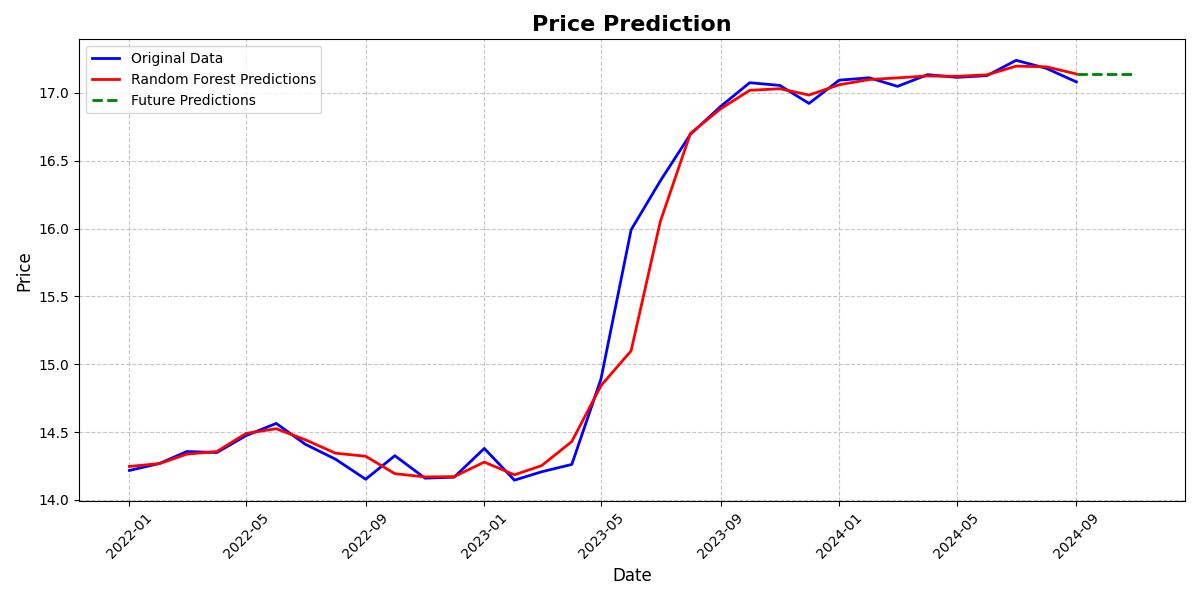 Price Prediction
Original Data
Random Forest Predictions
Future Predictions
Price
17.0
16.5
16.0
15.5
15.0
14.5
14.0
2022-01
2022-05
2022-09
2023-01
2023-05
2023-09
2024-01
2024-05
2024-09
Date